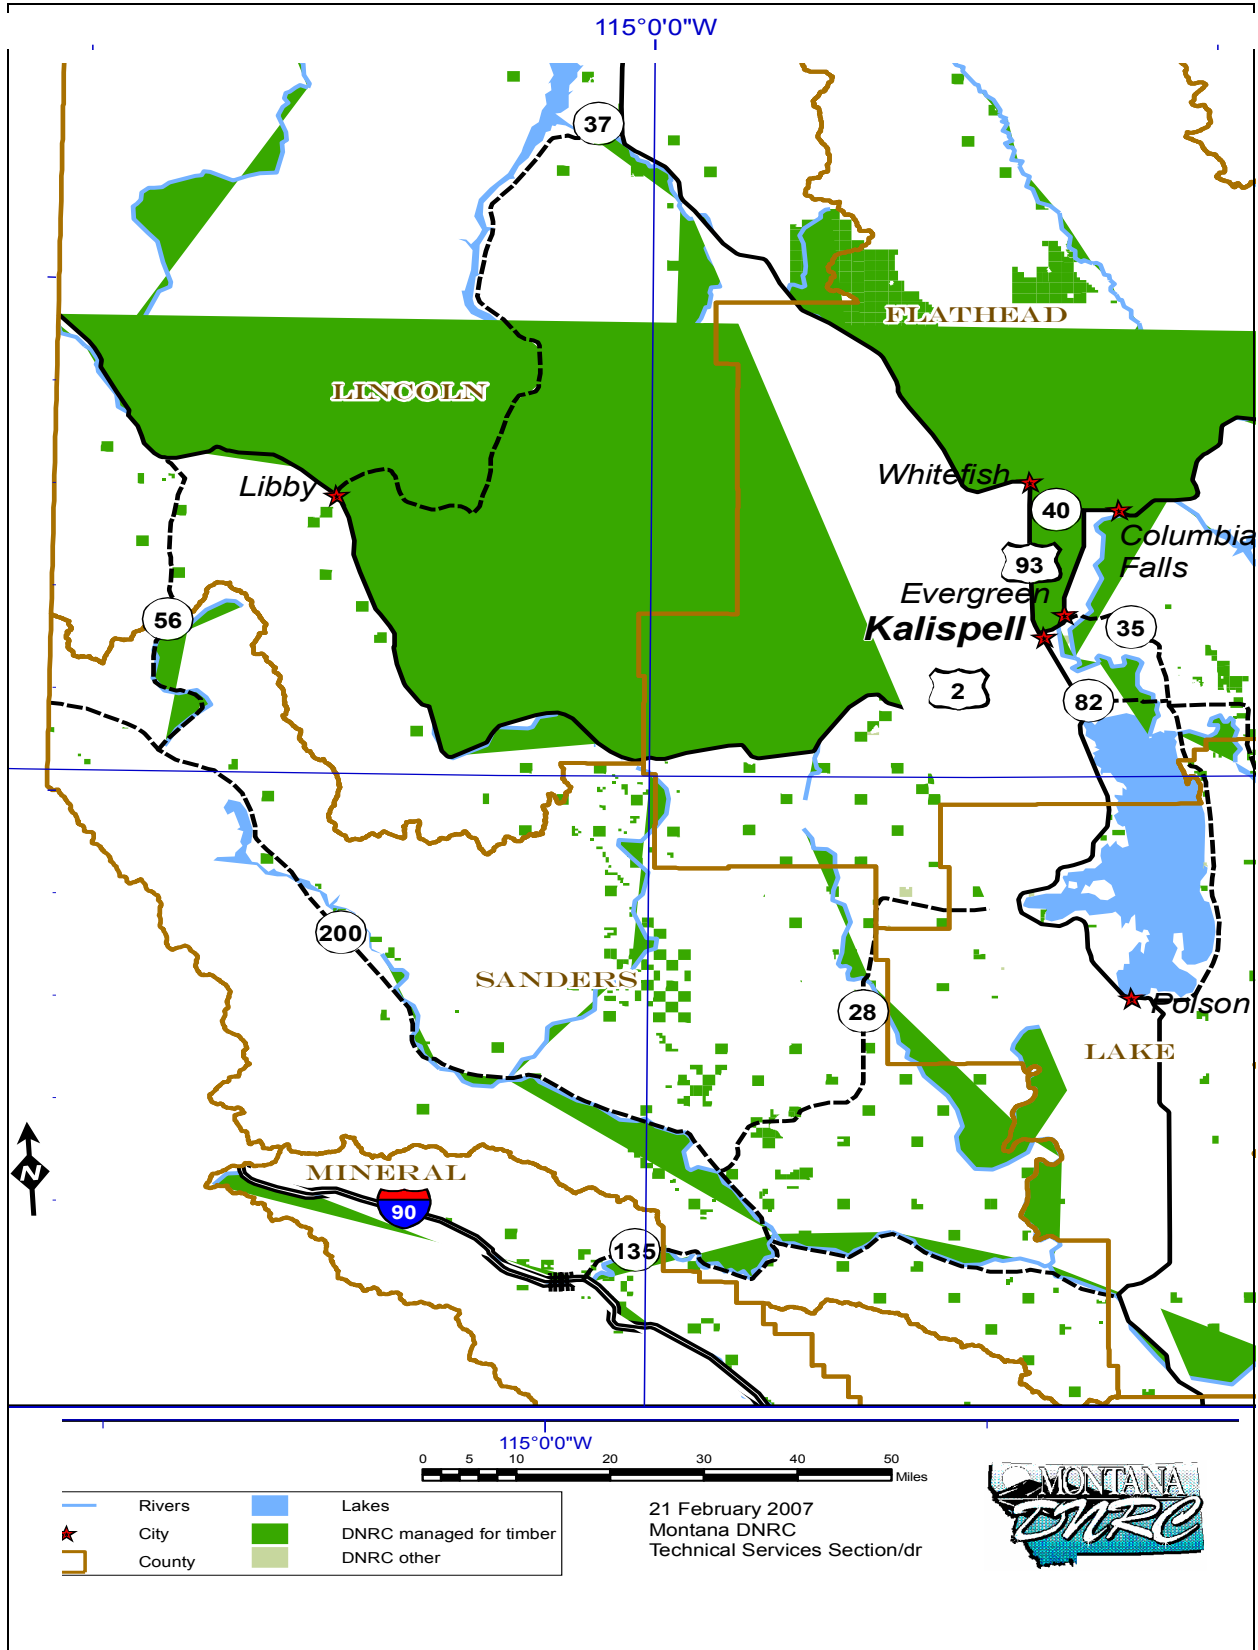 115°0'0"W
37
FLATHEAD
LINCOLN
Whitefish
Libby
40
Columbia
Falls
93
Evergreen
56
Kalispell
35
2
82
200
SANDERS
28
Polson
LAKE
N
MINERAL
90
135
115°0'0"W
0 5 10 20 30 40 50
Miles
Rivers
Lakes
City
DNRC managed for timber
County
DNRC other
21 February 2007
Montana DNRC
Technical Services Section/dr
MONTANA
DNRC